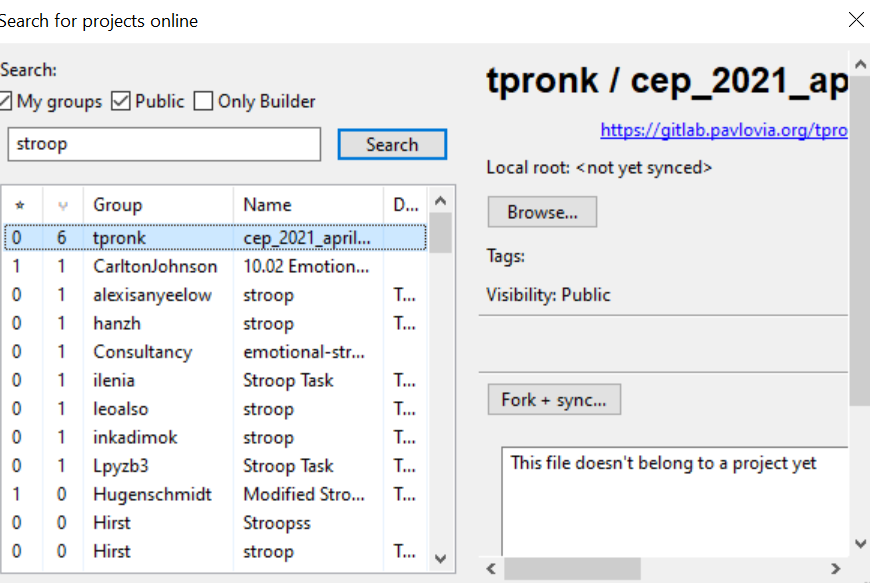 Search for projects online
Search:
My groups Public Only Builder
stroop Search
Group Name D...
0 6 tpronk cep_2021_april...
1 1 CarltonJohnson 10.02 Emotion...
0 1 alexisanyeelow stroop T...
0 1 hanzh stroop T...
0 1 Consultancy emotional-str...
0 1 ilenia Stroop Task T...
0 1 leoalso stroop T...
0 1 inkadimok stroop T...
0 1 Lpyzb3 Stroop Task T...
1 0 Hugenschmidt Modified Stro... T...
0 0 Hirst Stroopss
0 0 Hirst stroop T...
tpronk / cep_2021_ap
https://gitlab.pavlovia.org/tpro
Local root: <not yet synced>
Browse...
Tags:
Visibility: Public
Fork + sync...
This file doesn't belong to a project yet